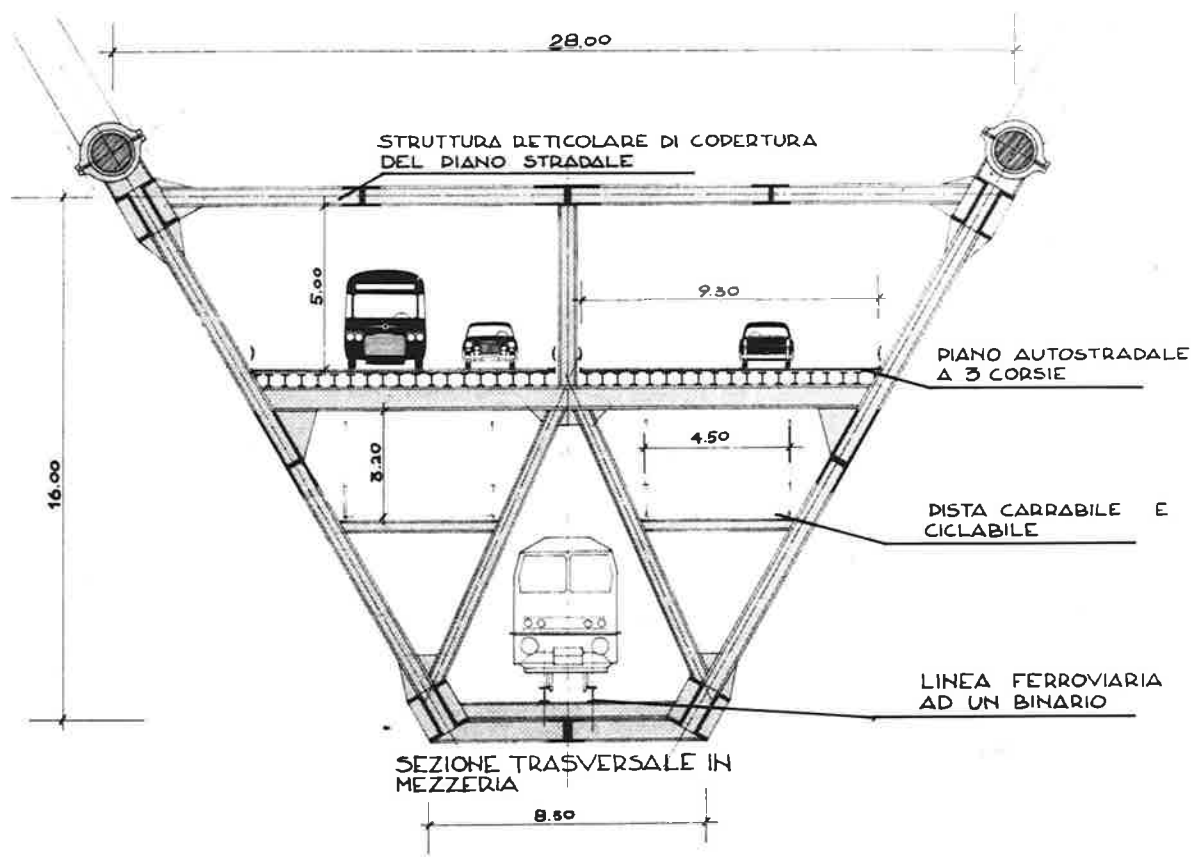 28.00
STRUTTURA RETICOLARE DI COPERTURA
DEL PIANO STRADALE
5.00
9.30
PIANO AUTOSTRADALE
A 3 CORSIE
16.00
3.20
4.50
PISTA CARRABILE E
CICLABILE
LINEA FERROVIARIA
AD UN BINARIO
SEZIONE TRASVERSALE IN
MEZZERIA
8.50